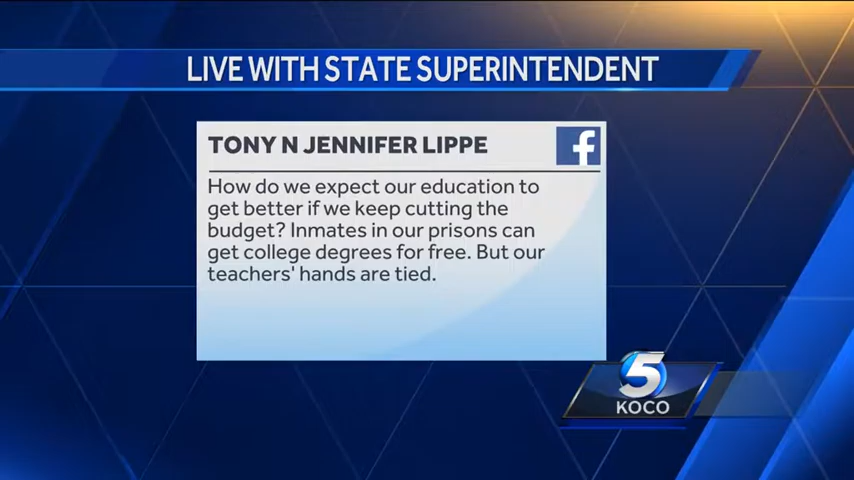 LIVE WITH STATE SUPERINTENDENT
TONY N JENNIFER LIPPE
f
How do we expect our education to
get better if we keep cutting the
budget? Inmates in our prisons can
get college degrees for free. But our
teachers' hands are tied.
5
KOCO